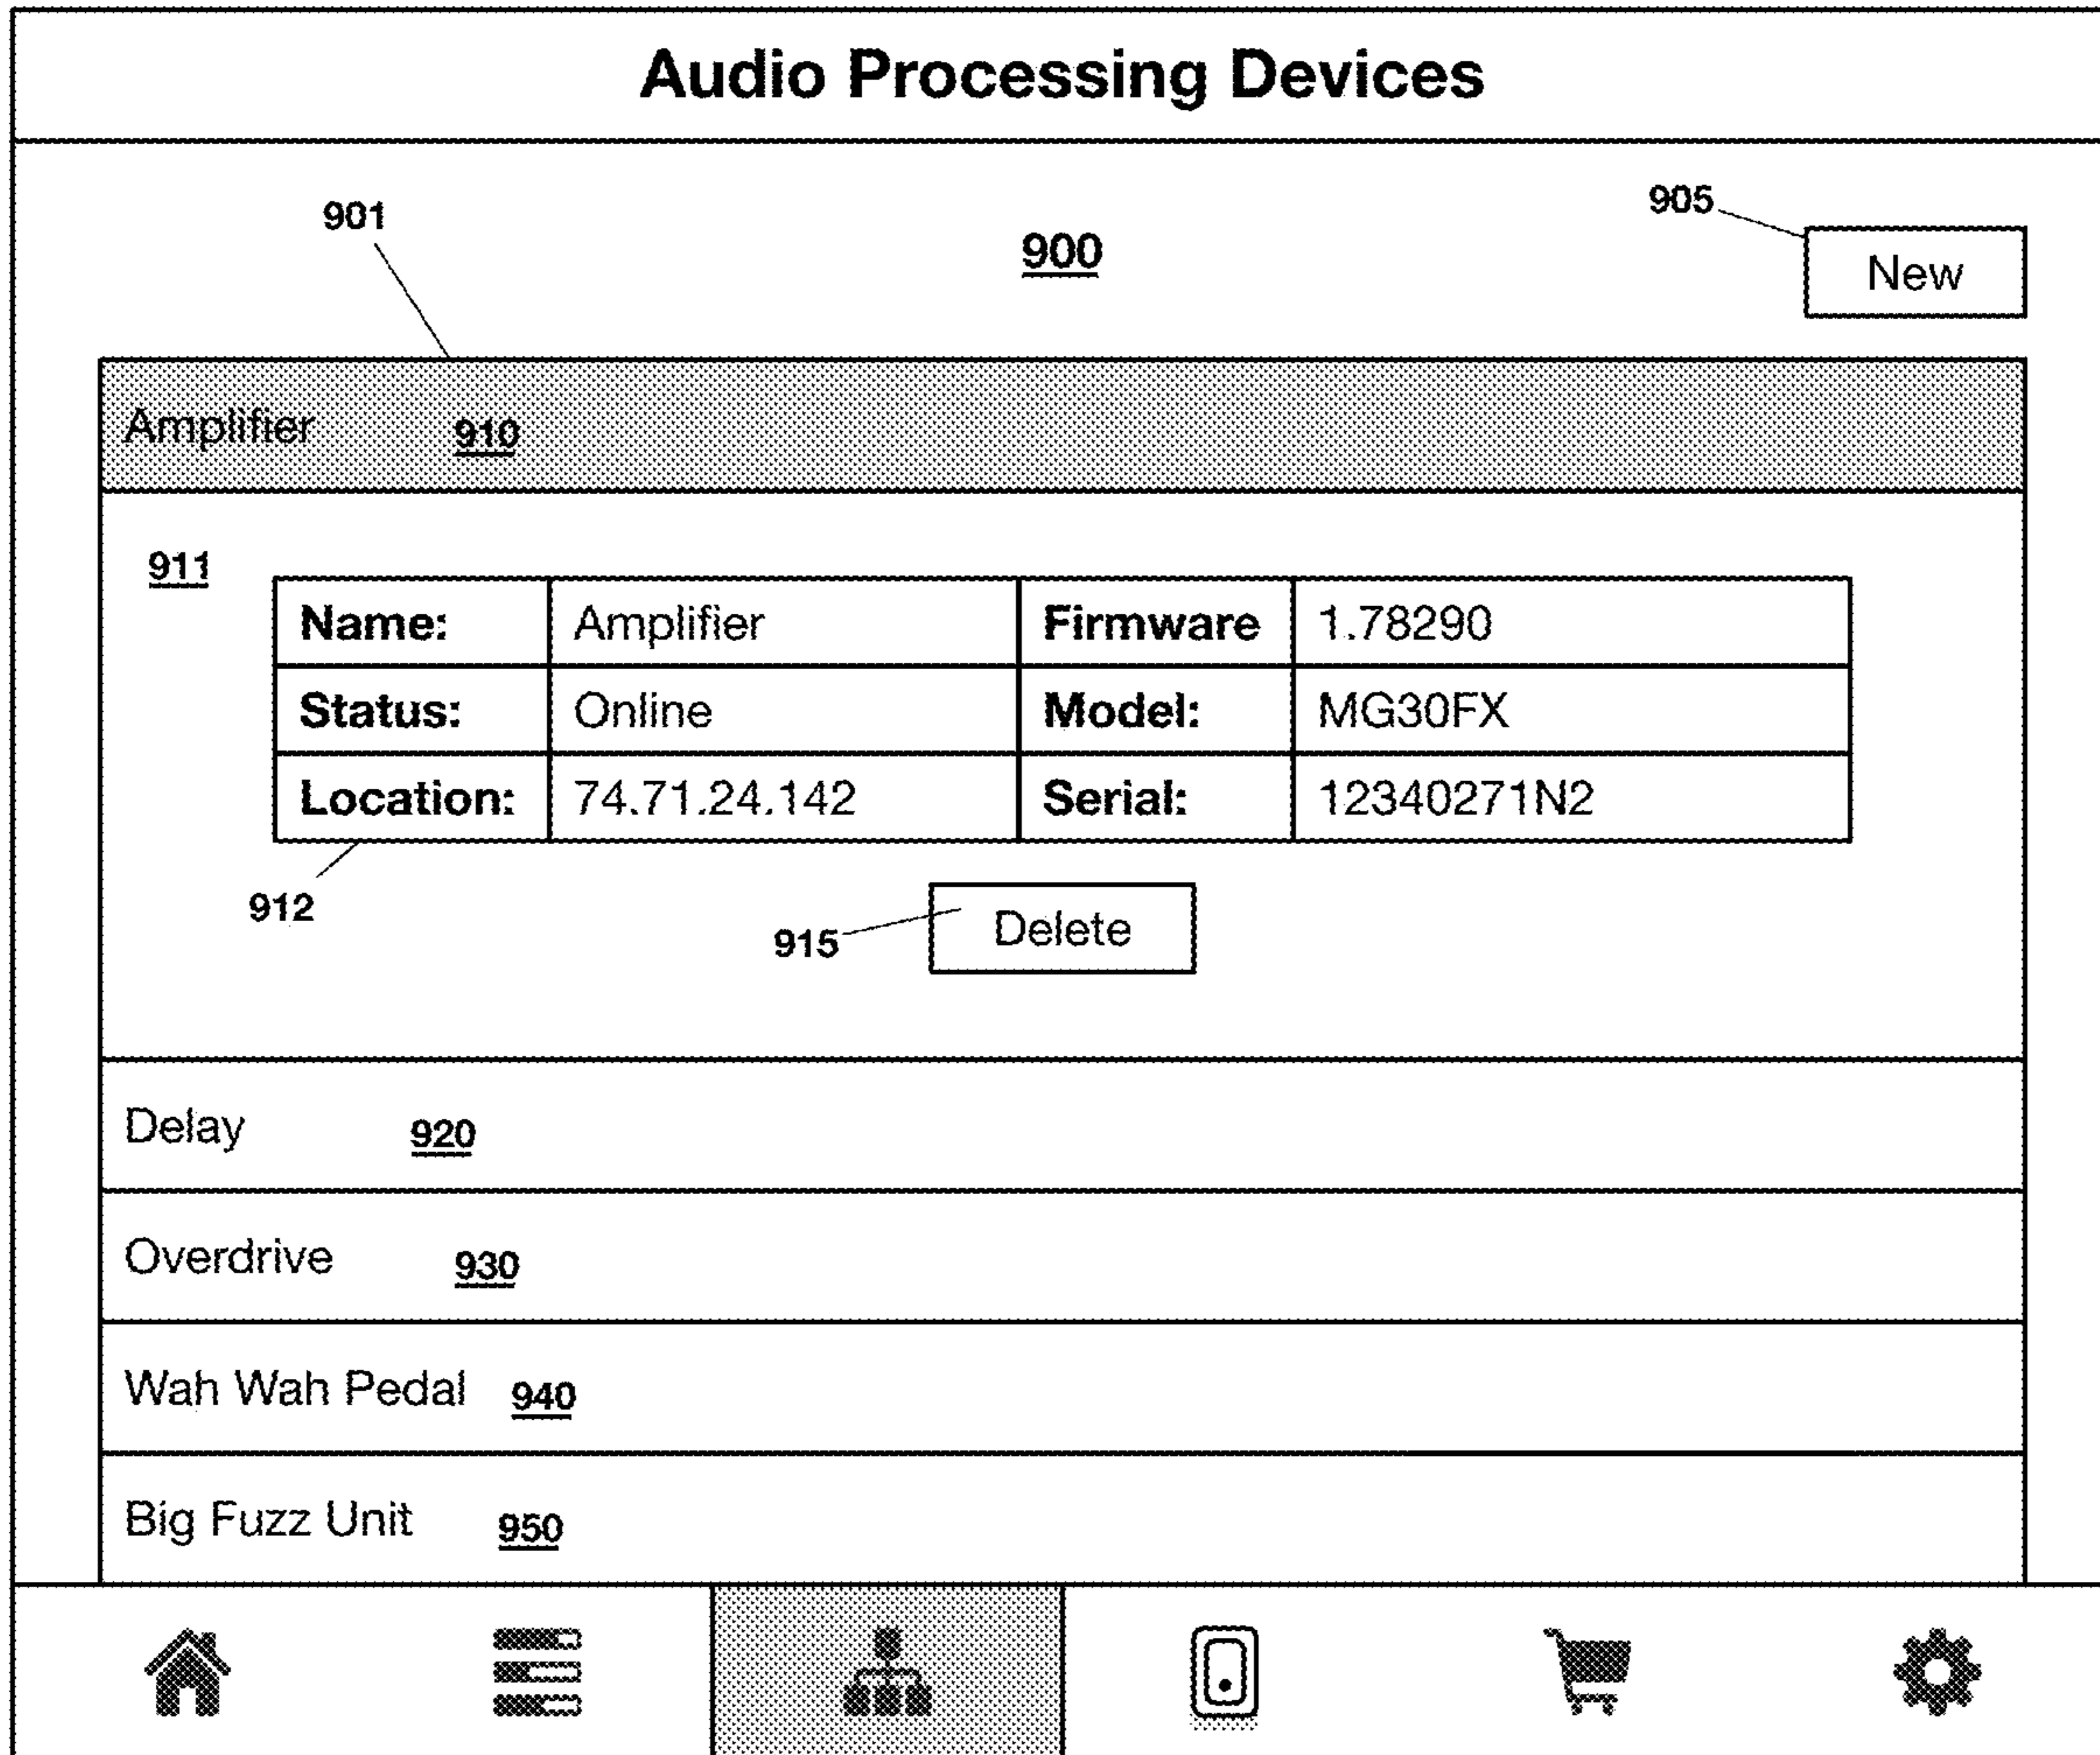 Audio Processing Devices
901
900
905
New
Amplifier 910
911
Name: Amplifier Firmware 1.78290
Status: Online Model: MG30FX
Location: 74.71.24.142 Serial: 12340271N2
912
915
Delete
Delay 920
Overdrive 930
Wah Wah Pedal 940
Big Fuzz Unit 950